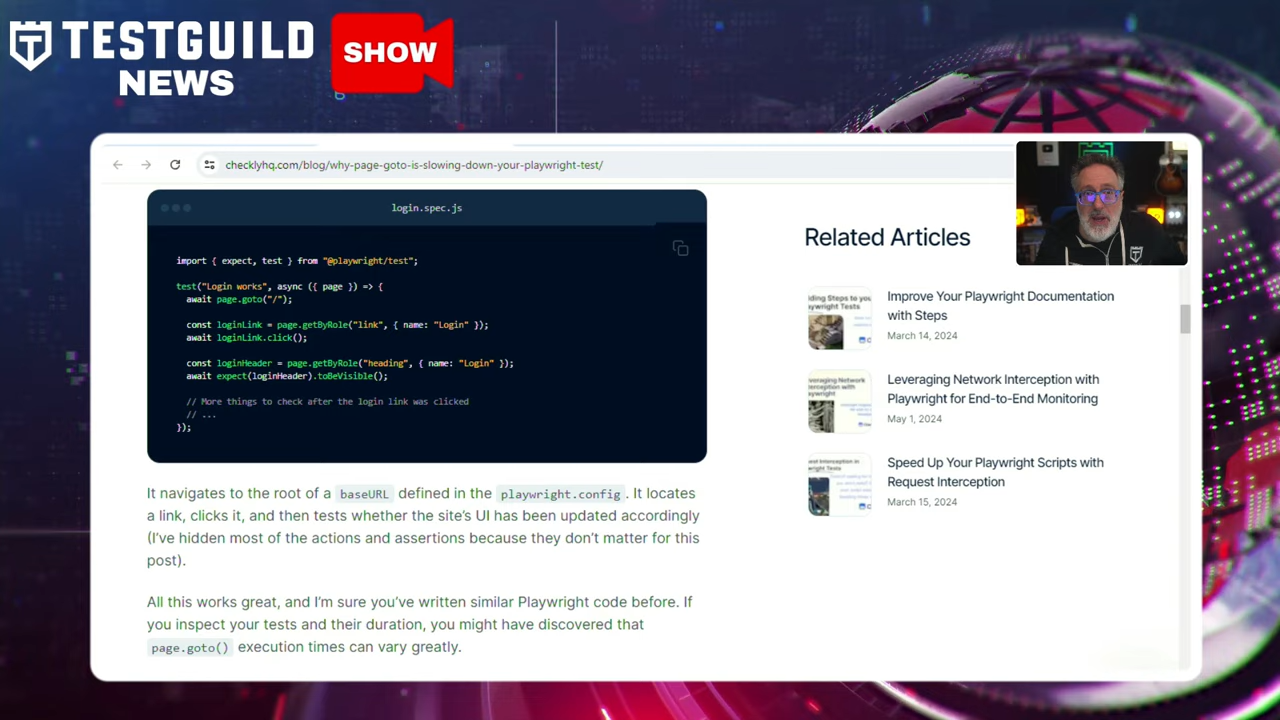 TESTGUILD
NEWS
SHOW
checklyhq.com/blog/why-page-goto-is-slowing-down-your-playwright-test/
login.spec.js
import { expect, test } from "@playwright/test";
test("Login works", async ({ page }) => {
await page.goto("/");
const loginLink = page.getByRole("link", { name: "Login" });
await loginLink.click();
const loginHeader = page.getByRole("heading", { name: "Login" });
await expect(loginHeader).toBeVisible();
// More things to check after the login link was clicked
// ...
});
It navigates to the root of a baseURL defined in the playwright.config. It locates
a link, clicks it, and then tests whether the site's UI has been updated accordingly
(I've hidden most of the actions and assertions because they don't matter for this
post).
All this works great, and I'm sure you've written similar Playwright code before. If
you inspect your tests and their duration, you might have discovered that
page.goto() execution times can vary greatly.
Related Articles
Improve Your Playwright Documentation
with Steps
March 14, 2024
Leveraging Network Interception with
Playwright for End-to-End Monitoring
May 1, 2024
Speed Up Your Playwright Scripts with
Request Interception
March 15, 2024